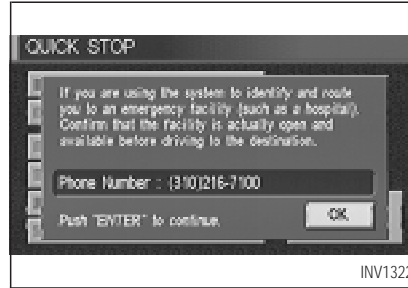 QUICK STOP
If you are using the system to identify and route
you to an emergency facility (such as a hospital).
Confirm that the facility is actually open and
available before driving to the destination.
Phone Number : (310)216-7100
Push "ENTER" to continue.
OK
INV1322